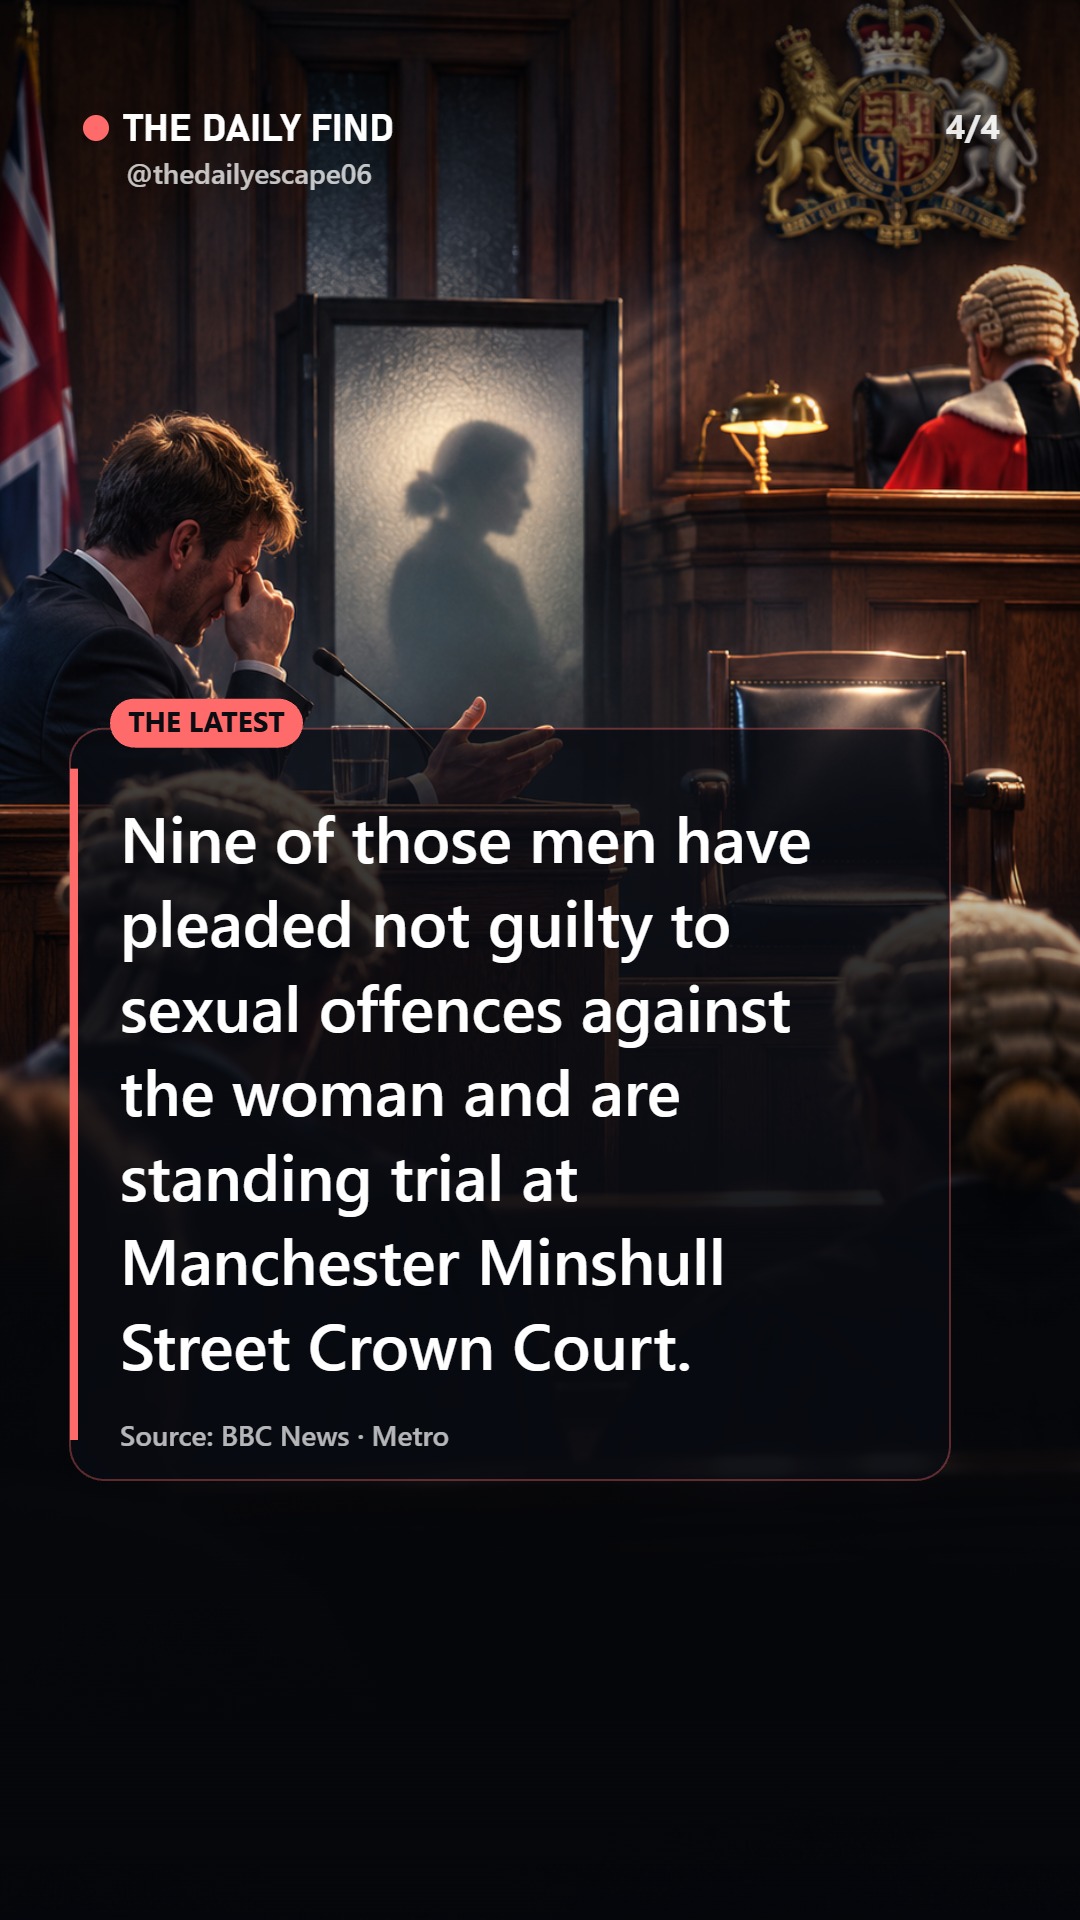 THE DAILY FIND
4/4
@thedailyescape06
THE LATEST
Nine of those men have
pleaded not guilty to
sexual offences against
the woman and are
standing trial at
Manchester Minshull
Street Crown Court.
Source: BBC News · Metro